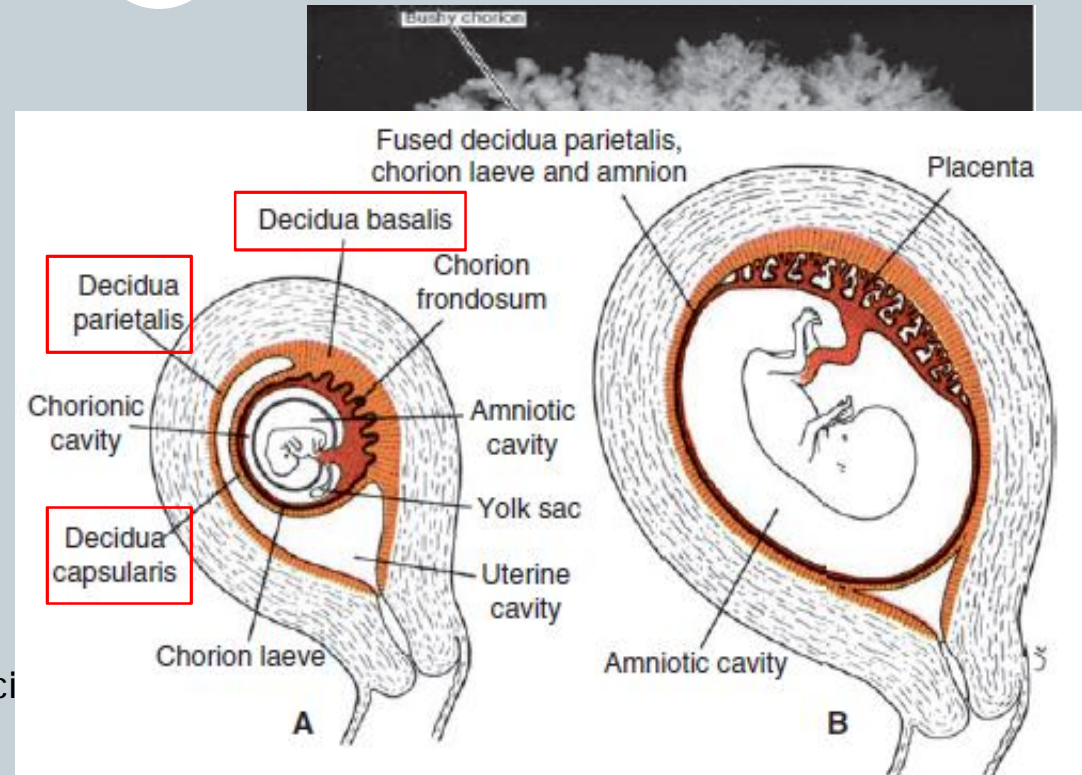 Bushy chorion
Fused decidua parietalis,
chorion laeve and amnion
Placenta
Decidua basalis
Chorion
frondosum
Decidua
parietalis
Chorionic
cavity
Amniotic
cavity
Yolk sac
Decidua
capsularis
Uterine
cavity
Chorion laeve
Amniotic cavity
ci
A
B